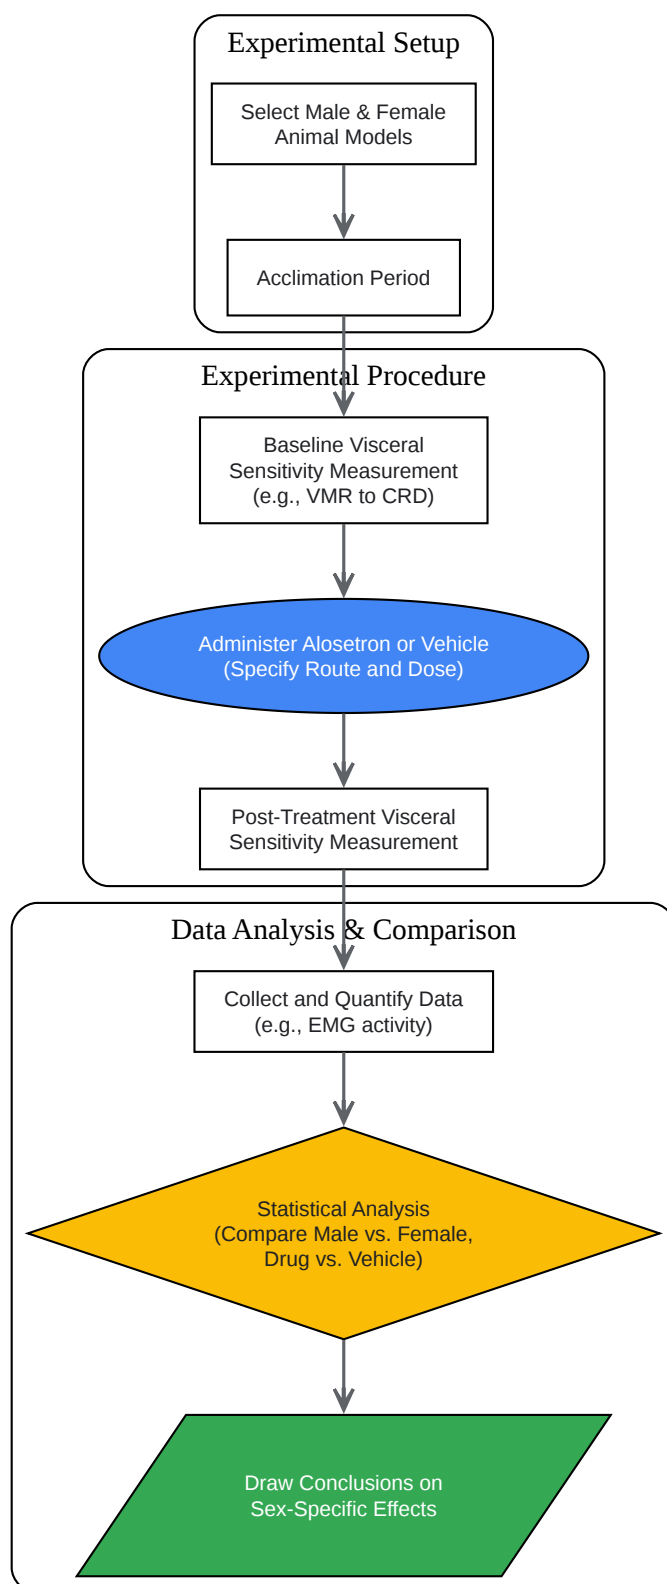 Experimental Setup
Select Male & Female
Animal Models
Acclimation Period
Experimental Procedure
Baseline Visceral
Sensitivity Measurement
(e.g., VMR to CRD)
Administer Alosetron or Vehicle
(Specify Route and Dose)
Post-Treatment Visceral
Sensitivity Measurement
Data Analysis & Comparison
Collect and Quantify Data
(e.g., EMG activity)
Statistical Analysis
(Compare Male vs. Female,
Drug vs. Vehicle)
Draw Conclusions on
Sex-Specific Effects